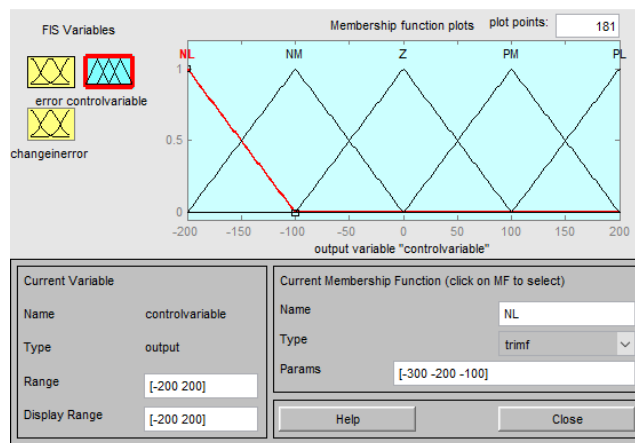 FIS Variables
Membership function plots plot points: 181
NL NM Z PM PL
error controlvariable
changeinerror
1
0.5
0
-200 -150 -100 -50 0 50 100 150 200
output variable "controlvariable"
Current Variable
Name controlvariable
Type output
Range [-200 200]
Display Range [-200 200]
Current Membership Function (click on MF to select)
Name NL
Type trimf
Params [-300 -200 -100]
Help Close